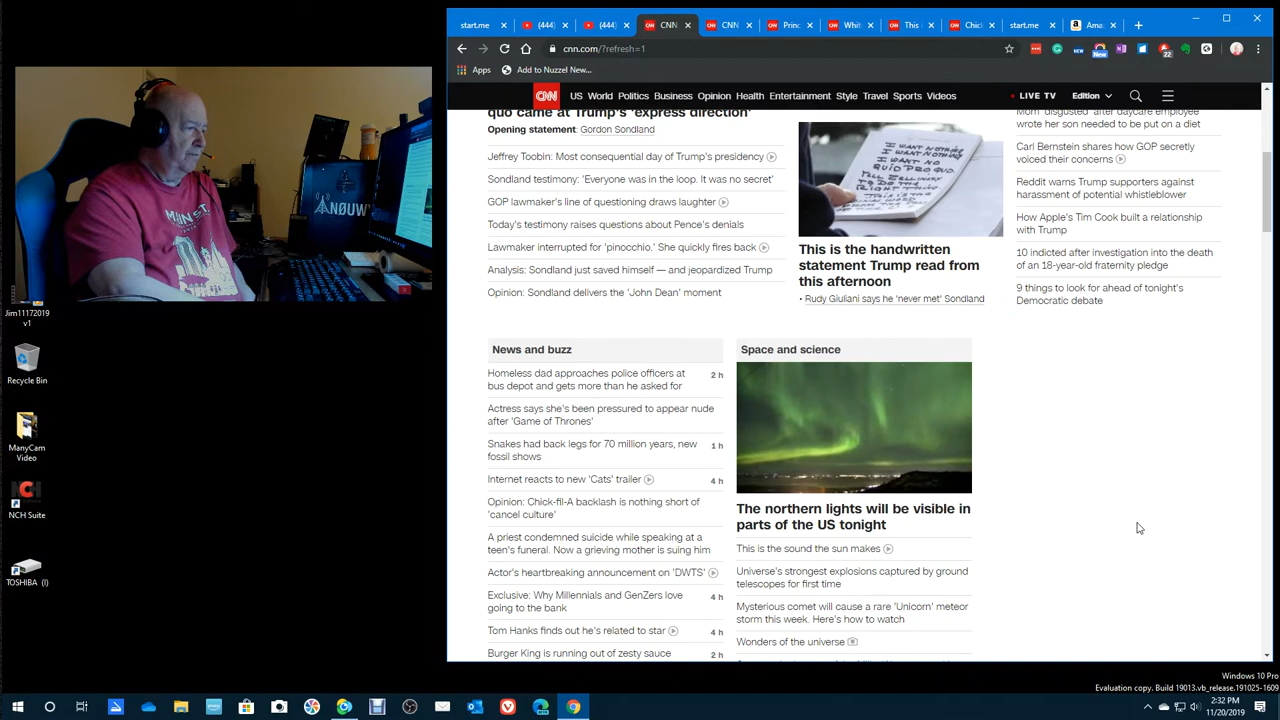 start.me
(444)
(444)
CNN
CNN
Princ
Whit
This
Chick
start.me
Ama
cnn.com/?refresh=1
New
22
Apps
Add to Nuzzel New...
CNN
US World Politics Business Opinion Health Entertainment Style Travel Sports Videos
LIVE TV
Edition
quo came at Trump's 'express direction'
Opening statement: Gordon Sondland
Jeffrey Toobin: Most consequential day of Trump's presidency
Sondland testimony: 'Everyone was in the loop. It was no secret'
GOP lawmaker's line of questioning draws laughter
Today's testimony raises questions about Pence's denials
Lawmaker interrupted for 'pinocchio.' She quickly fires back
Analysis: Sondland just saved himself — and jeopardized Trump
Opinion: Sondland delivers the 'John Dean' moment
I WANT NOTHING
I WANT NOTHING
I WANT NO
QUID PRO QUO
This is the handwritten
statement Trump read from
this afternoon
• Rudy Giuliani says he 'never met' Sondland
Mom 'disgusted' after daycare employee
wrote her son needed to be put on a diet
Carl Bernstein shares how GOP secretly
voiced their concerns
Reddit warns Trump supporters against
harassment of potential whistleblower
How Apple's Tim Cook built a relationship
with Trump
10 indicted after investigation into the death
of an 18-year-old fraternity pledge
9 things to look for ahead of tonight's
Democratic debate
News and buzz
Homeless dad approaches police officers at
bus depot and gets more than he asked for
2 h
Actress says she's been pressured to appear nude
after 'Game of Thrones'
Snakes had back legs for 70 million years, new
fossil shows
1 h
Internet reacts to new 'Cats' trailer
4 h
Opinion: Chick-fil-A backlash is nothing short of
'cancel culture'
A priest condemned suicide while speaking at a
teen's funeral. Now a grieving mother is suing him
Actor's heartbreaking announcement on 'DWTS'
Exclusive: Why Millennials and GenZers love
going to the bank
4 h
Tom Hanks finds out he's related to star
4 h
Burger King is running out of zesty sauce
2 h
Space and science
The northern lights will be visible in
parts of the US tonight
This is the sound the sun makes
Universe's strongest explosions captured by ground
telescopes for first time
Mysterious comet will cause a rare 'Unicorn' meteor
storm this week. Here's how to watch
Wonders of the universe
Jim11172019
v1
Recycle Bin
ManyCam
Video
NCH Suite
TOSHIBA (I)
Windows 10 Pro
Evaluation copy. Build 19013.vb_release.191025-1609
2:32 PM
11/20/2019